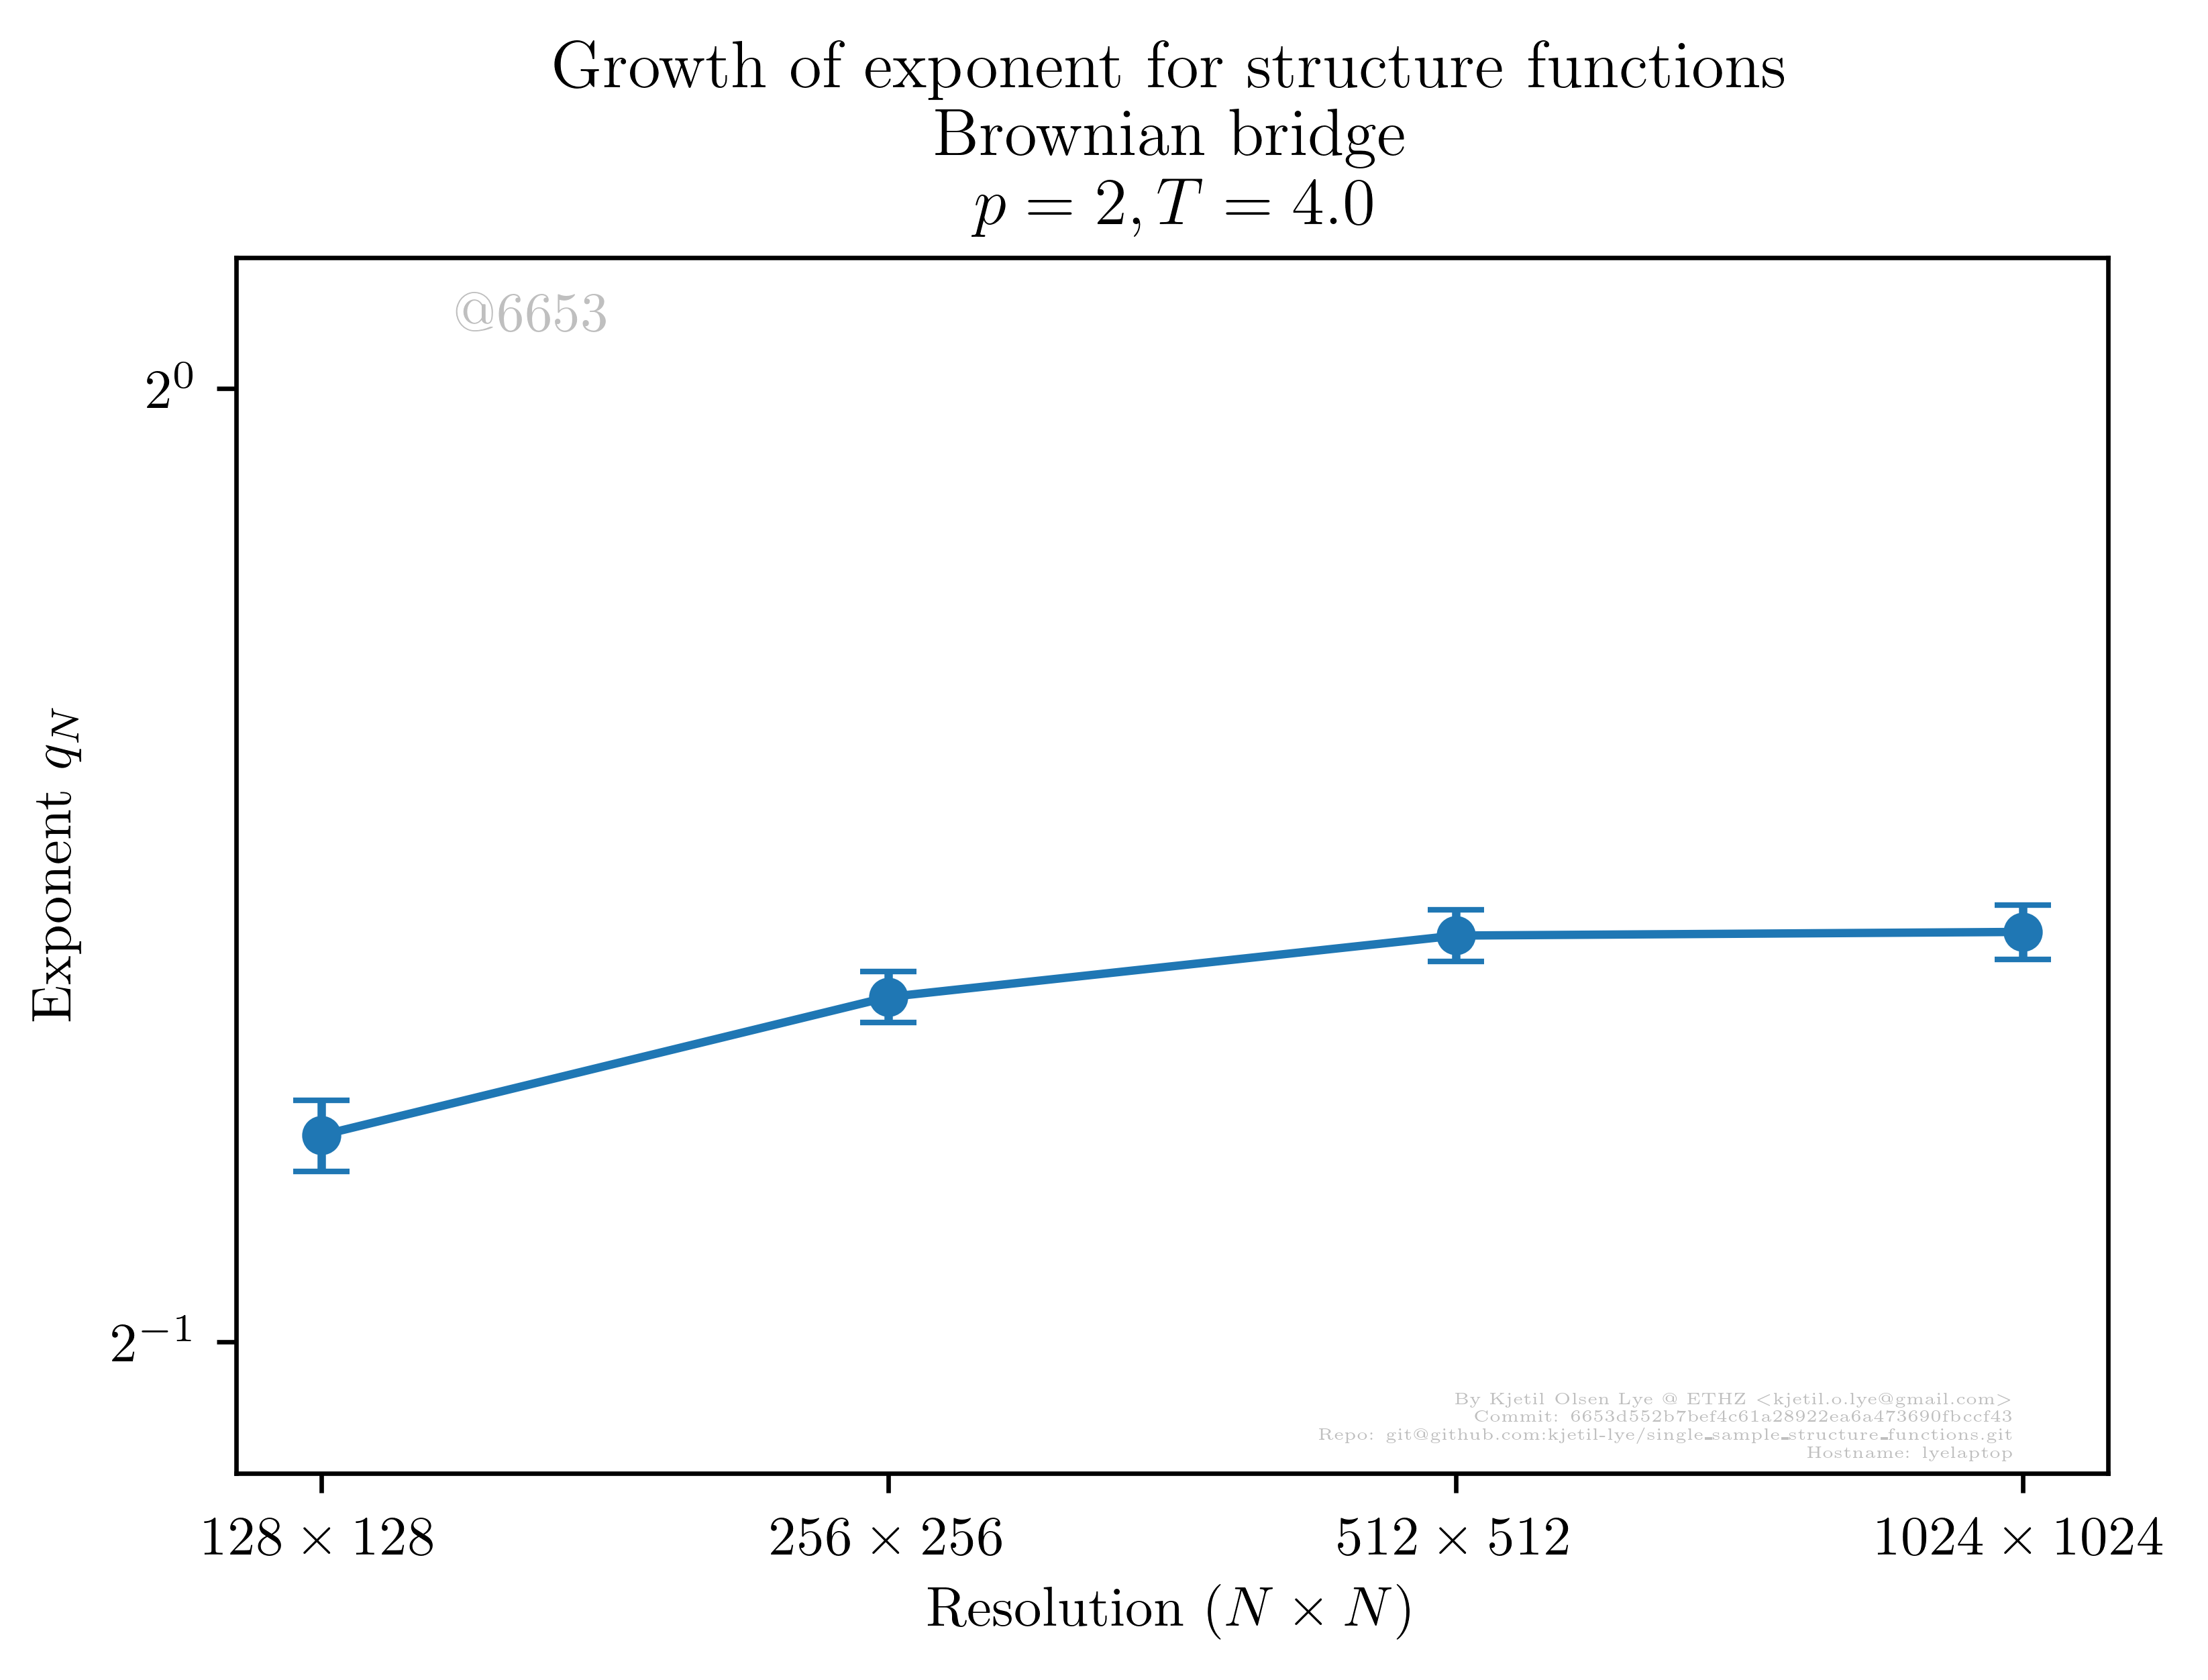 Growth of exponent for structure functions
Brownian bridge
p = 2, T = 4.0
@6653
2⁰
Exponent q_N
2⁻¹
By Kjetil Olsen Lye @ ETHZ <kjetil.o.lye@gmail.com>
Commit: 6653d552b7bef4c61a28922ea6a473690fbccf43
Repo: git@github.com:kjetil-lye/single_sample_structure_functions.git
Hostname: lyelaptop
128 × 128 256 × 256 512 × 512 1024 × 1024
Resolution (N × N)